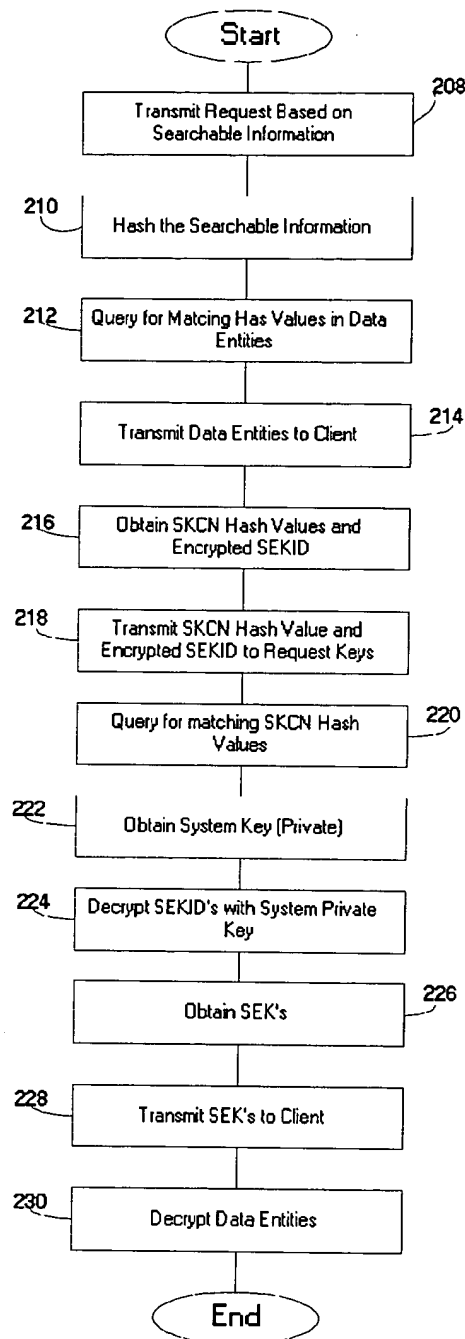 Start
208
Transmit Request Based on
Searchable Information
210
Hash the Searchable Information
212
Query for Matcing Has Values in Data
Entities
214
Transmit Data Entities to Client
216
Obtain SKCN Hash Values and
Encrypted SEKID
218
Transmit SKCN Hash Value and
Encrypted SEKID to Request Keys
220
Query for matching SKCN Hash
Values
222
Obtain System Key (Private)
224
Decrypt SEKID's with System Private
Key
226
Obtain SEK's
228
Transmit SEK's to Client
230
Decrypt Data Entities
End